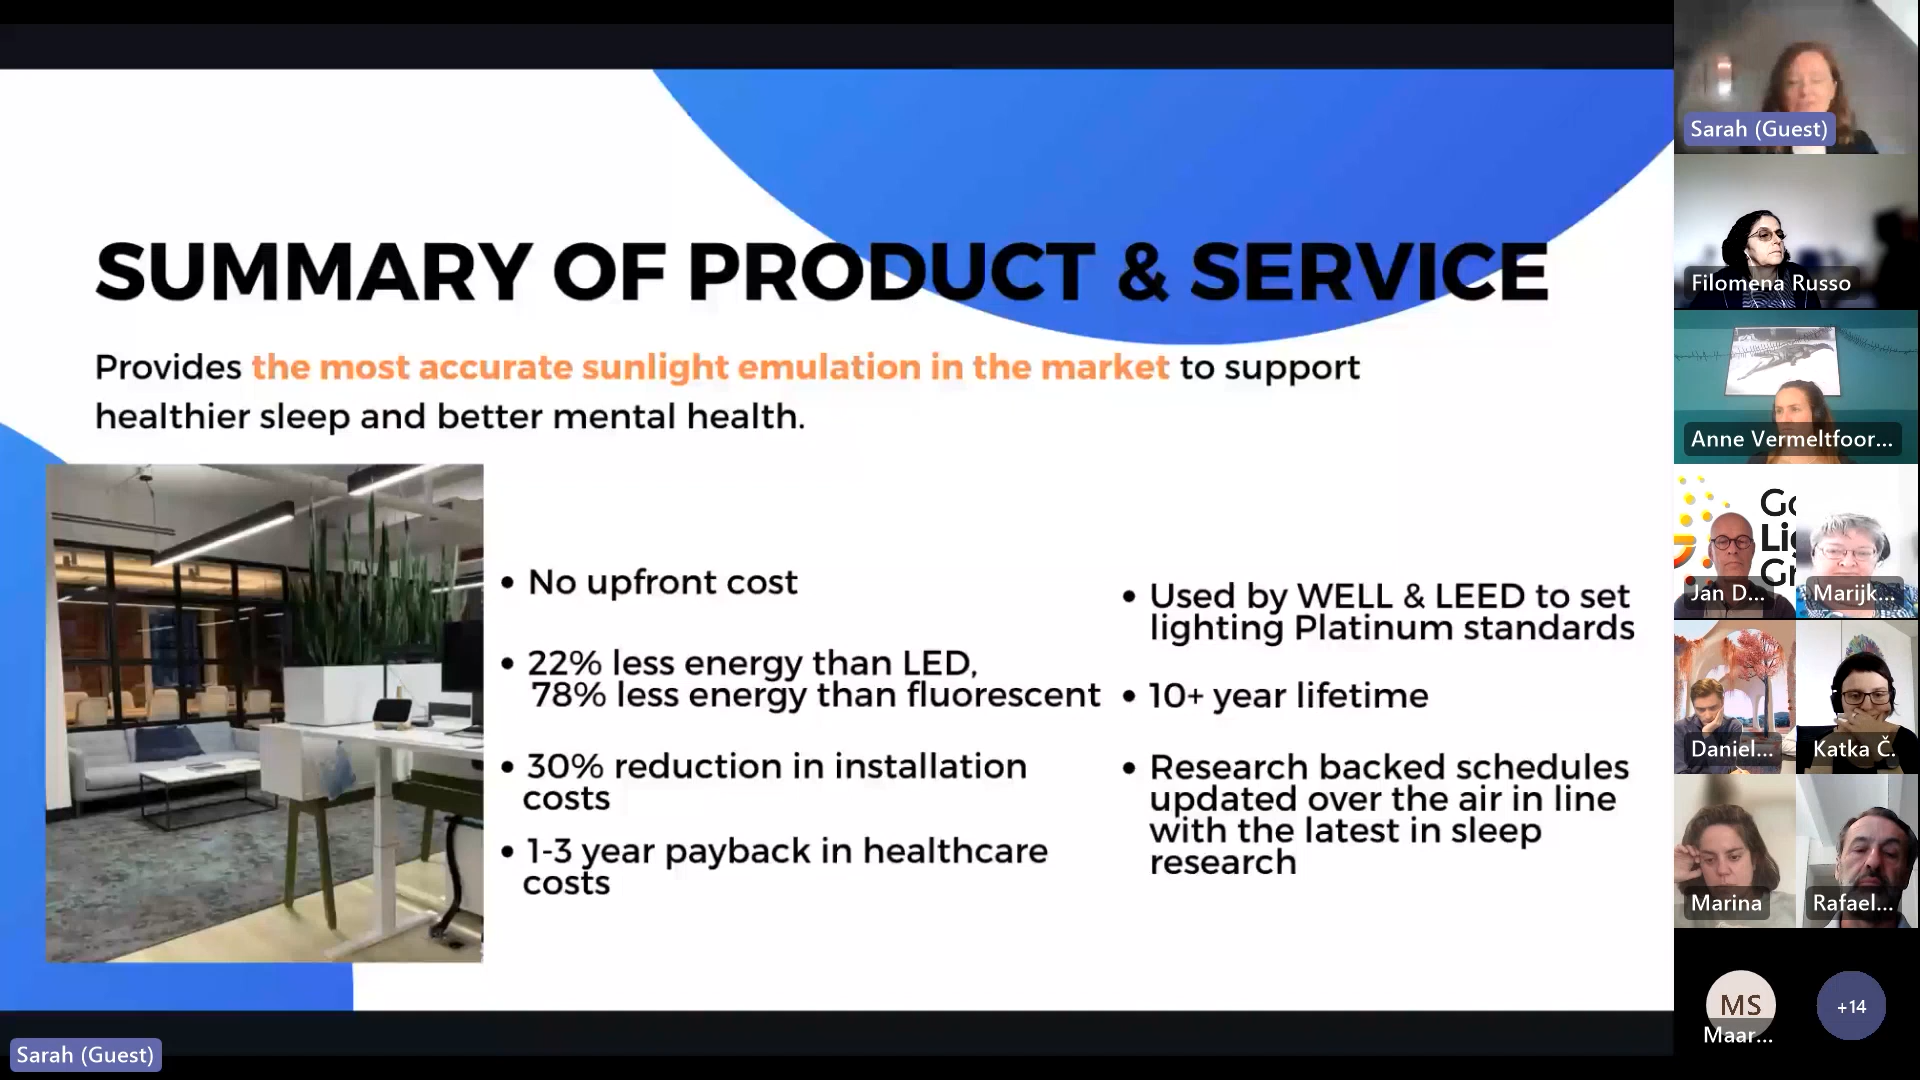 SUMMARY OF PRODUCT & SERVICE
Provides the most accurate sunlight emulation in the market to support
healthier sleep and better mental health.
• No upfront cost
• 22% less energy than LED,
78% less energy than fluorescent
• 30% reduction in installation
costs
• 1-3 year payback in healthcare
costs
• Used by WELL & LEED to set
lighting Platinum standards
• 10+ year lifetime
• Research backed schedules
updated over the air in line
with the latest in sleep
research
Sarah (Guest)
Sarah (Guest)
Filomena Russo
Anne Vermeltfoor...
Go
Lig
Gr
Jan D...
Marijk...
Daniel...
Katka Č.
Marina
Rafael...
MS
Maar...
+14